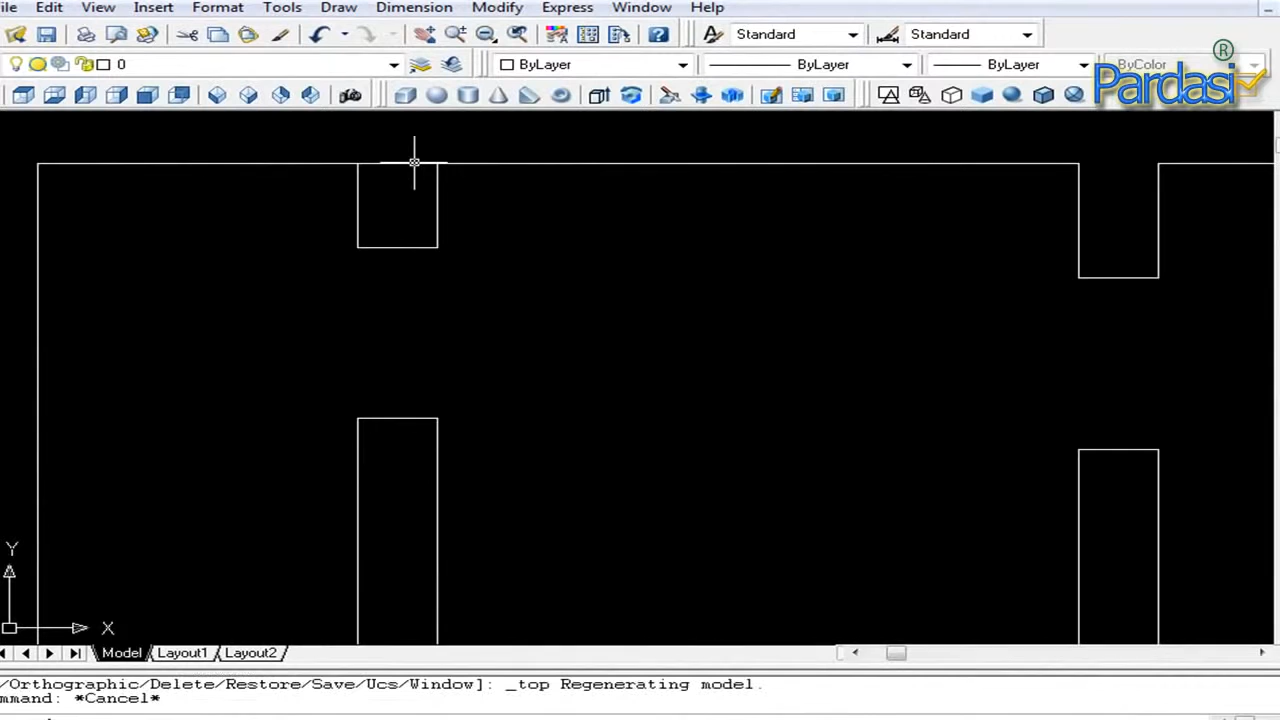 ile Edit View Insert Format Tools Draw Dimension Modify Express Window Help
Standard Standard
0 ByLayer ByLayer ByLayer ByColor
®
Pardasi
Y
X
Model Layout1 Layout2
/Orthographic/Delete/Restore/Save/Ucs/Window]: _top Regenerating model.
mmand: *Cancel*